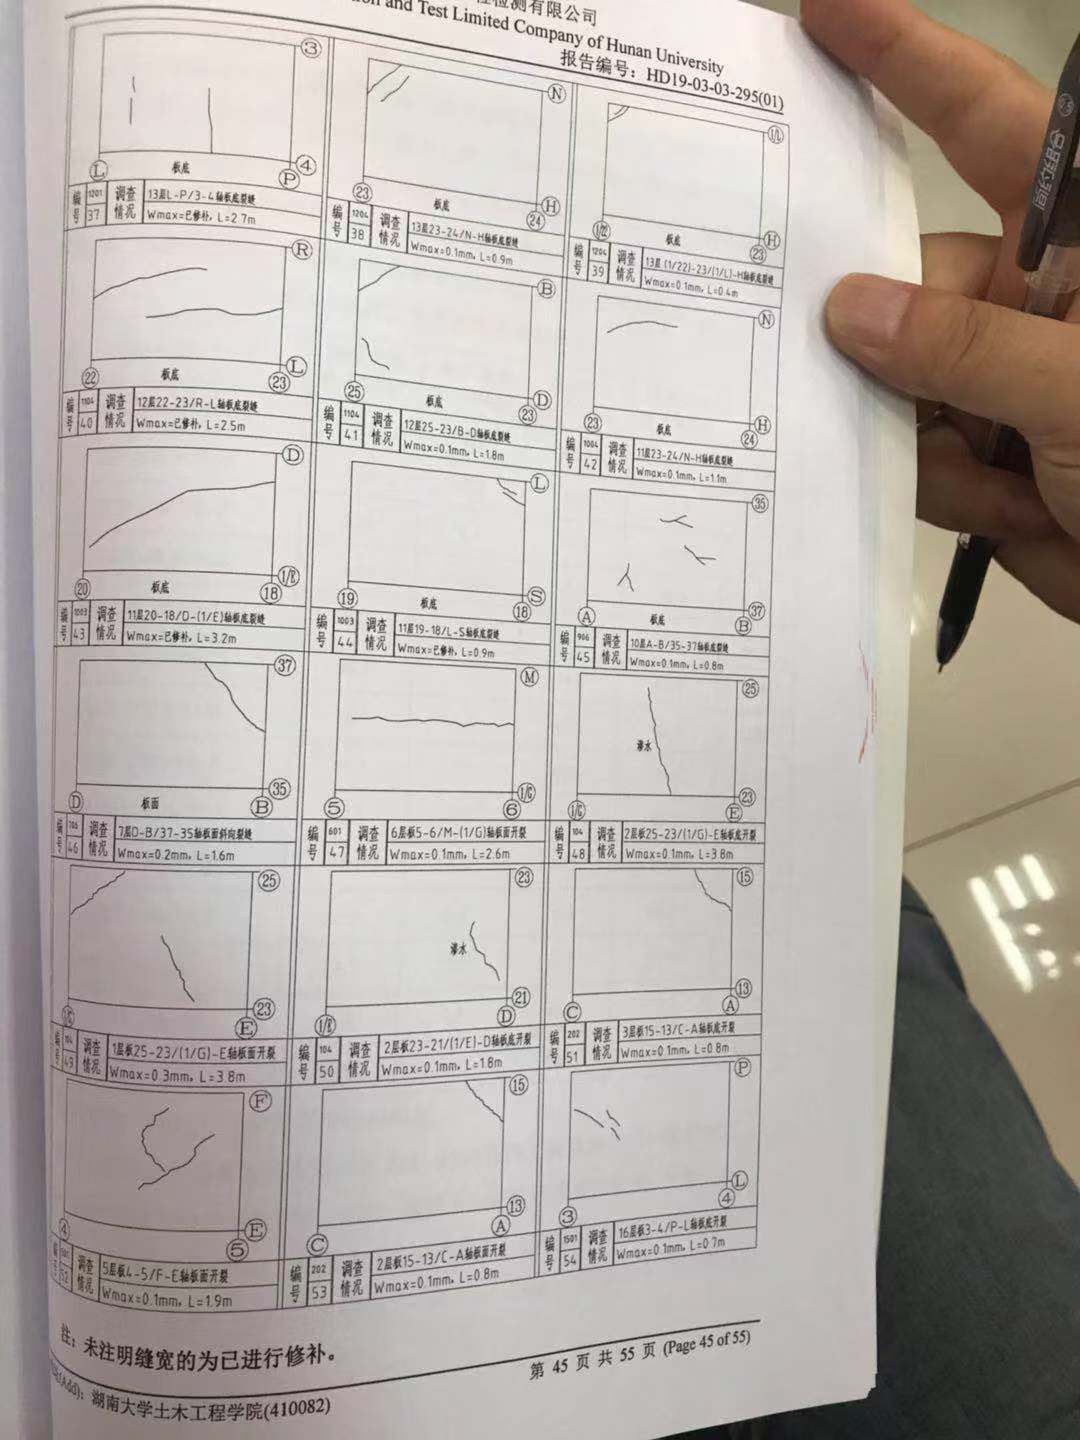 检测有限公司
and Test Limited Company of Hunan University
报告编号：HD19-03-03-295(01)
③
Ⓛ 板底 Ⓟ ④
编号 1201 37 调查情况 13层L-P/3-4轴板底裂缝
Wmax=已修补，L=2.7m
Ⓝ
㉓ 板底 ㉔ Ⓗ
编号 1204 38 调查情况 13层23-24/N-H轴板底裂缝
Wmax=0.1mm，L=0.9m
1/L
1/22 板底 ㉓ Ⓗ
编号 1204 39 调查情况 13层(1/22)-23/(1/L)-H轴板底裂缝
Wmax=0.1mm，L=0.4m
Ⓡ
㉒ 板底 ㉓ Ⓛ
编号 1104 40 调查情况 12层22-23/R-L轴板底裂缝
Wmax=已修补，L=2.5m
Ⓑ
㉕ 板底 ㉓ Ⓓ
编号 1104 41 调查情况 12层25-23/B-D轴板底裂缝
Wmax=0.1mm，L=1.8m
Ⓝ
㉓ 板底 ㉔ Ⓗ
编号 1004 42 调查情况 11层23-24/N-H轴板底裂缝
Wmax=0.1mm，L=1.1m
Ⓓ
⑳ 板底 ⑱ 1/E
编号 1003 43 调查情况 11层20-18/D-(1/E)轴板底裂缝
Wmax=已修补，L=3.2m
Ⓛ
⑲ 板底 ⑱ Ⓢ
编号 1003 44 调查情况 11层19-18/L-S轴板底裂缝
Wmax=已修补，L=0.9m
㉟
Ⓐ 板底 Ⓑ ㊲
编号 906 45 调查情况 10层A-B/35-37轴板底裂缝
Wmax=0.1mm，L=0.8m
㊲
Ⓓ 板面 Ⓑ ㉟
编号 706 46 调查情况 7层D-B/37-35轴板面斜向裂缝
Wmax=0.2mm，L=1.6m
Ⓜ
⑤ ⑥ 1/G
编号 601 47 调查情况 6层板5-6/M-(1/G)轴板面开裂
Wmax=0.1mm，L=2.6m
㉕
渗水
1/G Ⓔ ㉓
编号 104 48 调查情况 2层板25-23/(1/G)-E轴板底开裂
Wmax=0.1mm，L=3.8m
㉕
1/G Ⓔ ㉓
编号 104 49 调查情况 1层板25-23/(1/G)-E轴板面开裂
Wmax=0.3mm，L=3.8m
㉓
渗水
1/E Ⓓ ㉑
编号 104 50 调查情况 2层板23-21/(1/E)-D轴板底开裂
Wmax=0.1mm，L=1.8m
⑮
Ⓒ Ⓐ ⑬
编号 202 51 调查情况 3层板15-13/C-A轴板底开裂
Wmax=0.1mm，L=0.8m
Ⓕ
④ ⑤ Ⓔ
编号 501 52 调查情况 5层板4-5/F-E轴板面开裂
Wmax=0.1mm，L=1.9m
⑮
Ⓒ Ⓐ ⑬
编号 202 53 调查情况 2层板15-13/C-A轴板面开裂
Wmax=0.1mm，L=0.8m
Ⓟ
③ ④ Ⓛ
编号 1501 54 调查情况 16层板3-4/P-L轴板底开裂
Wmax=0.1mm，L=0.7m
注：未注明缝宽的为已进行修补。
第 45 页 共 55 页 (Page 45 of 55)
(Add)：湖南大学土木工程学院(410082)